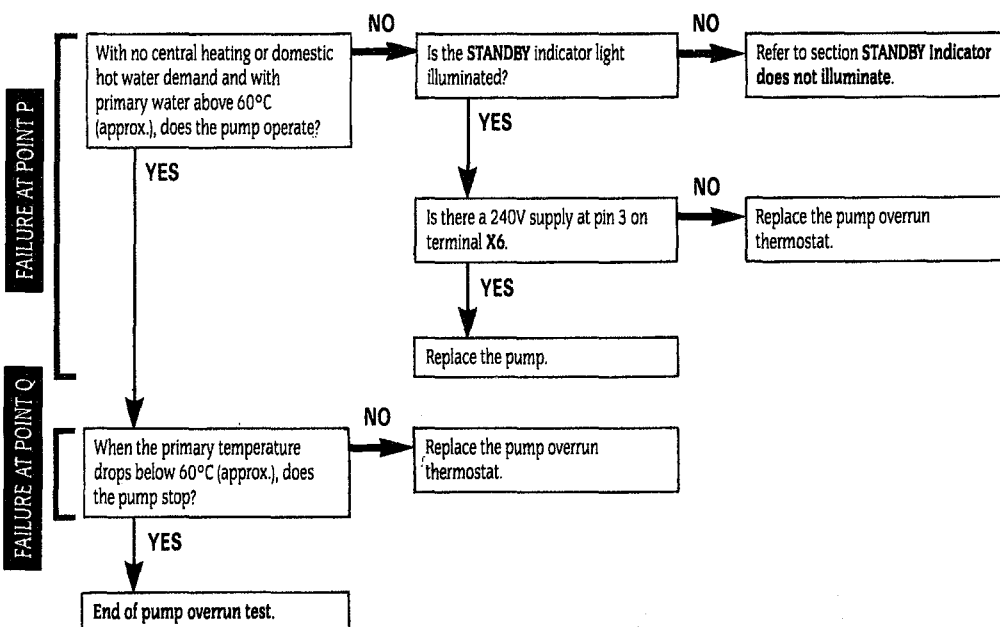 NO
NO
With no central heating or domestic
hot water demand and with
primary water above 60°C
(approx.), does the pump operate?
Is the STANDBY indicator light
illuminated?
Refer to section STANDBY Indicator
does not illuminate.
FAILURE AT POINT P
YES
YES
NO
Is there a 240V supply at pin 3 on
terminal X6.
Replace the pump overrun
thermostat.
YES
Replace the pump.
FAILURE AT POINT Q
NO
When the primary temperature
drops below 60°C (approx.), does
the pump stop?
Replace the pump overrun
thermostat.
YES
End of pump overrun test.